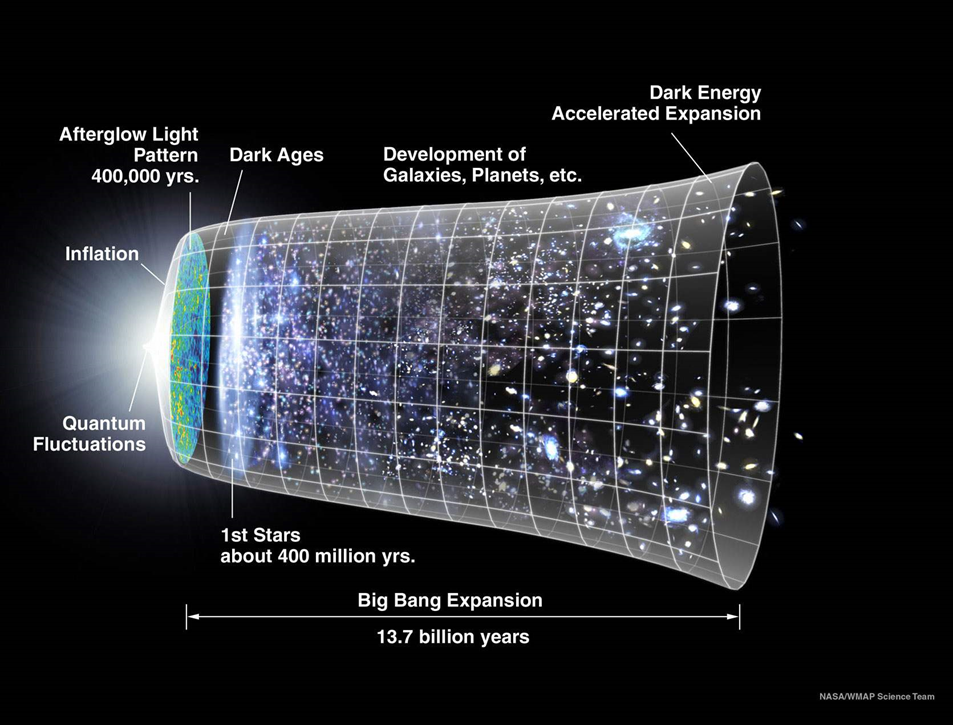 Dark Energy
Accelerated Expansion
Afterglow Light
Pattern
400,000 yrs.
Dark Ages
Development of
Galaxies, Planets, etc.
Inflation
Quantum
Fluctuations
1st Stars
about 400 million yrs.
Big Bang Expansion
13.7 billion years
NASA/WMAP Science Team